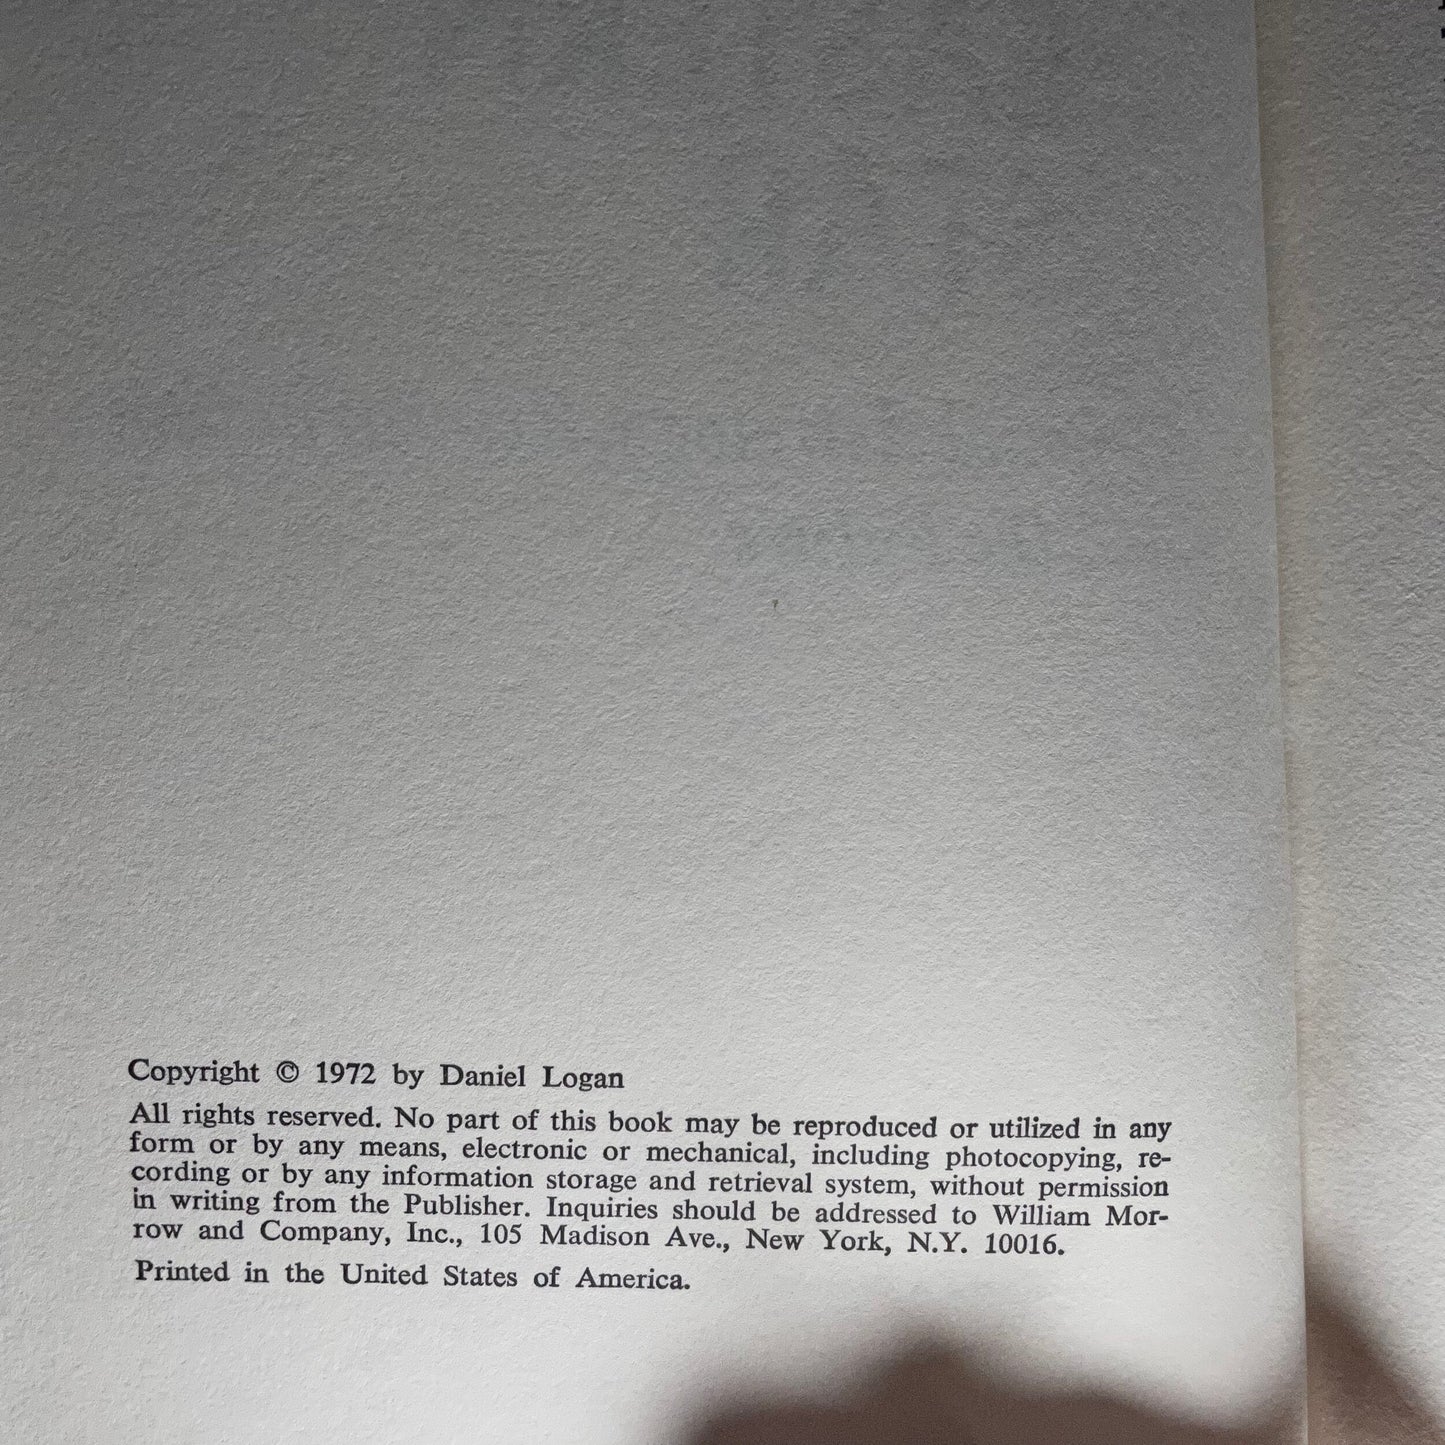 Copyright © 1972 by Daniel Logan
All rights reserved. No part of this book may be reproduced or utilized in any
form or by any means, electronic or mechanical, including photocopying, re-
cording or by any information storage and retrieval system, without permission
in writing from the Publisher. Inquiries should be addressed to William Mor-
row and Company, Inc., 105 Madison Ave., New York, N.Y. 10016.
Printed in the United States of America.